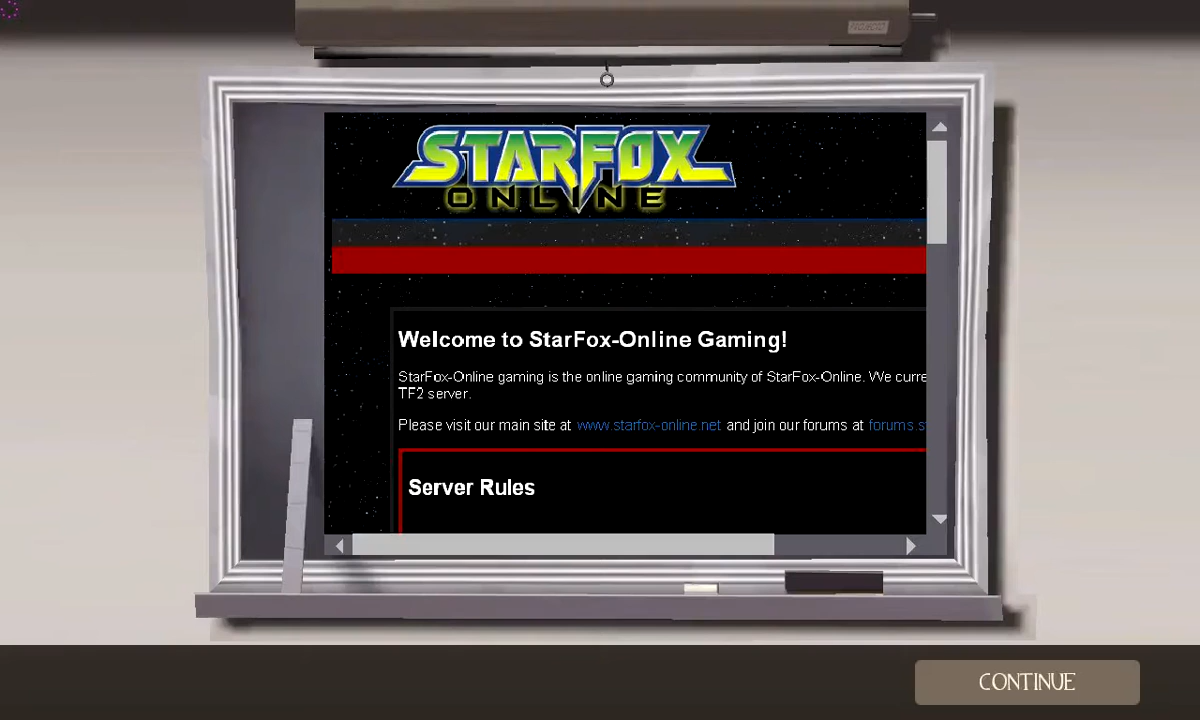 STARFOX
ONLINE
Welcome to StarFox-Online Gaming!
StarFox-Online gaming is the online gaming community of StarFox-Online. We curre
TF2 server.
Please visit our main site at www.starfox-online.net and join our forums at forums.s
Server Rules
CONTINUE